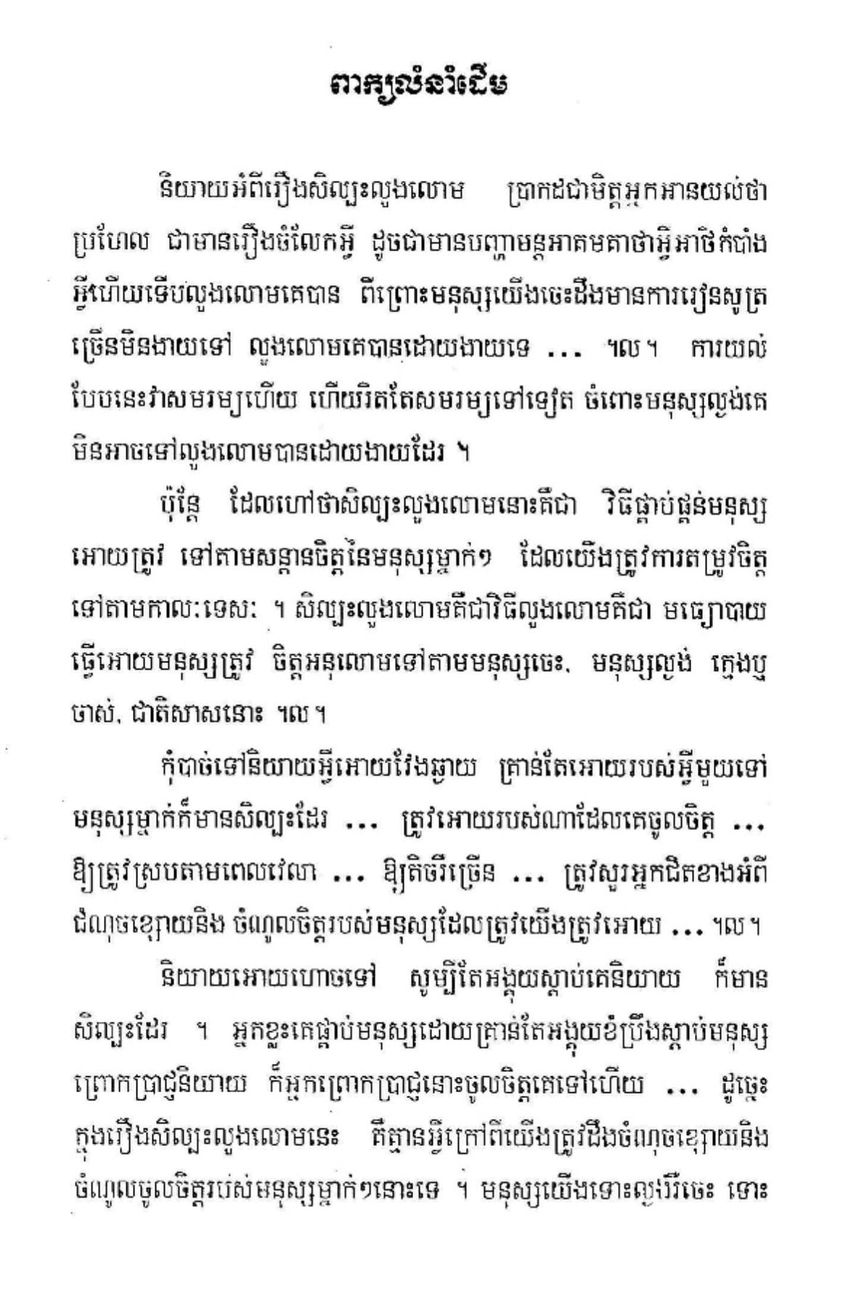 ពាក្យលំនាំដើម
និយាយអំពីរឿងសិល្បះលួងលោម ប្រាកដជាមិត្តអ្នកអានយល់ថា
ប្រហែល ជាមានរឿងចំលែកអ្វី ដូចជាមានបញ្ហាមន្តអាគមគាថាអ្វីអាថិកំបាំង
អ្វីហើយទើបលួងលោមគេបាន ពីព្រោះមនុស្សយើងចេះដឹងមានការរៀនសូត្រ
ច្រើនមិនងាយទៅ លួងលោមគេបានដោយងាយទេ ... ។ល។ ការយល់
បែបនេះវាសមរម្យហើយ ហើយរិតតែសមរម្យទៅទៀត ចំពោះមនុស្សល្ងង់គេ
មិនអាចទៅលួងលោមបានដោយងាយដែរ ។
ប៉ុន្តែ ដែលហៅថាសិល្បះលួងលោមនោះគឺជា វិធីផ្គាប់ផ្គន់មនុស្ស
អោយត្រូវ ទៅតាមសន្តានចិត្តនៃមនុស្សម្នាក់ៗ ដែលយើងត្រូវការតម្រូវចិត្ត
ទៅតាមកាលៈទេសៈ ។ សិល្បះលួងលោមគឺជាវិធីលួងលោមគឺជា មធ្យោបាយ
ធ្វើអោយមនុស្សត្រូវ ចិត្តអនុលោមទៅតាមមនុស្សចេះ, មនុស្សល្ងង់ ក្មេងឬ
ចាស់, ជាតិសាសនោះ ។ល។
កុំបាច់ទៅនិយាយអ្វីអោយវែងឆ្ងាយ គ្រាន់តែអោយរបស់អ្វីមួយទៅ
មនុស្សម្នាក់ក៏មានសិល្បះដែរ ... ត្រូវអោយរបស់ណាដែលគេចូលចិត្ត ...
ឱ្យត្រូវស្របតាមពេលវេលា ... ឱ្យតិចរឺច្រើន ... ត្រូវសួរអ្នកជិតខាងអំពី
ជំណុចខ្សោយនិង ចំណូលចិត្តរបស់មនុស្សដែលត្រូវយើងត្រូវអោយ ... ។ល។
និយាយអោយហោចទៅ សូម្បីតែអង្គុយស្តាប់គេនិយាយ ក៏មាន
សិល្បះដែរ ។ អ្នកខ្លះគេផ្គាប់មនុស្សដោយគ្រាន់តែអង្គុយខំប្រឹងស្តាប់មនុស្ស
ព្រោកប្រាជ្ញនិយាយ ក៏អ្នកព្រោកប្រាជ្ញនោះចូលចិត្តគេទៅហើយ ... ដូច្នេះ
ក្នុងរឿងសិល្បះលួងលោមនេះ គឺគ្មានអ្វីក្រៅពីយើងត្រូវដឹងចំណុចខ្សោយនិង
ចំណូលចូលចិត្តរបស់មនុស្សម្នាក់ៗនោះទេ ។ មនុស្សយើងទោះល្ងង់រឺចេះ ទោះ